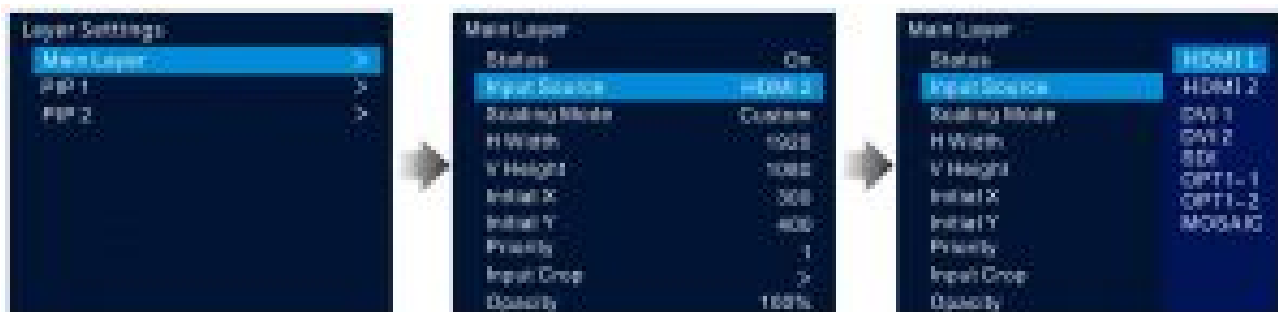 Layer Settings
Main Layer >
PIP 1 >
PIP 2 >
Main Layer
Status On
Input Source HDMI 2
Scaling Mode Custom
H Width 1920
V Height 1080
Initial X 300
Initial Y 400
Priority 1
Input Crop >
Opacity 100%
Main Layer
Status
Input Source
Scaling Mode
H Width
V Height
Initial X
Initial Y
Priority
Input Crop
Opacity
HDMI 1
HDMI 2
DVI 1
DVI 2
SDI
OPT1-1
OPT1-2
MOSAIC